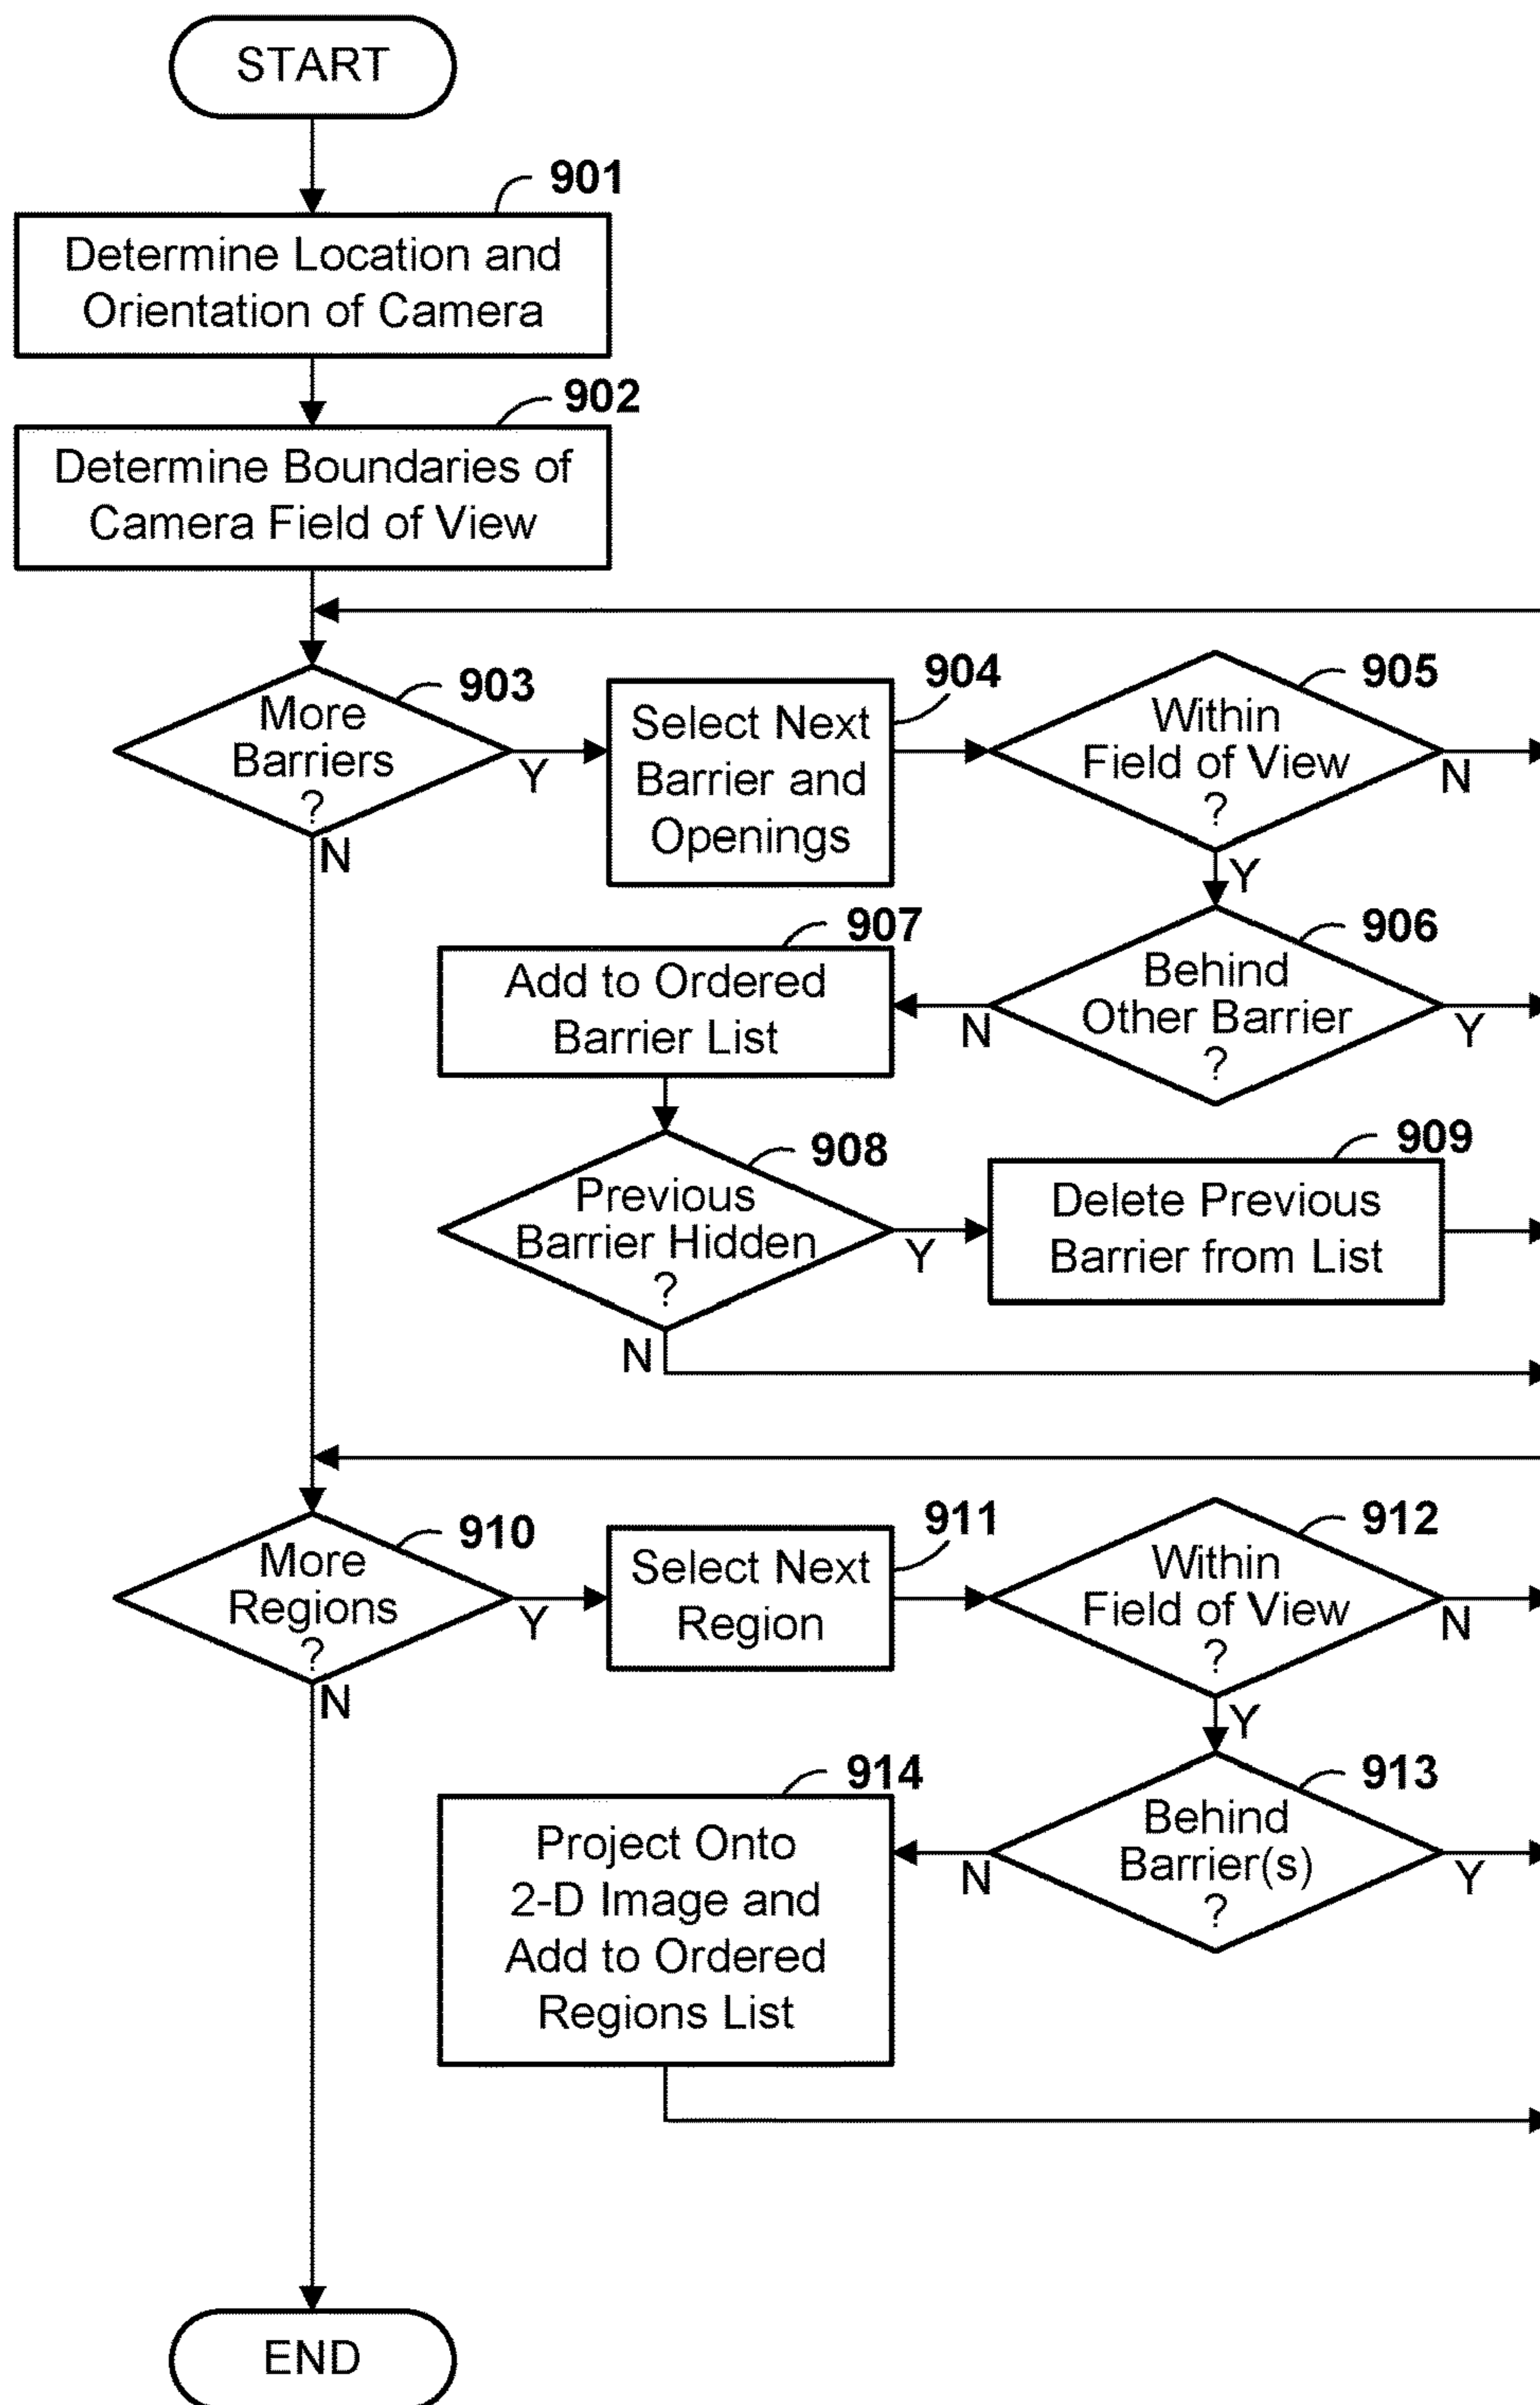 START
901
Determine Location and
Orientation of Camera
902
Determine Boundaries of
Camera Field of View
903
More
Barriers
?
Y
N
904
Select Next
Barrier and
Openings
905
Within
Field of View
?
N
Y
906
Behind
Other Barrier
?
N
Y
907
Add to Ordered
Barrier List
908
Previous
Barrier Hidden
?
Y
N
909
Delete Previous
Barrier from List
910
More
Regions
?
Y
N
911
Select Next
Region
912
Within
Field of View
?
N
Y
913
Behind
Barrier(s)
?
N
Y
914
Project Onto
2-D Image and
Add to Ordered
Regions List
END